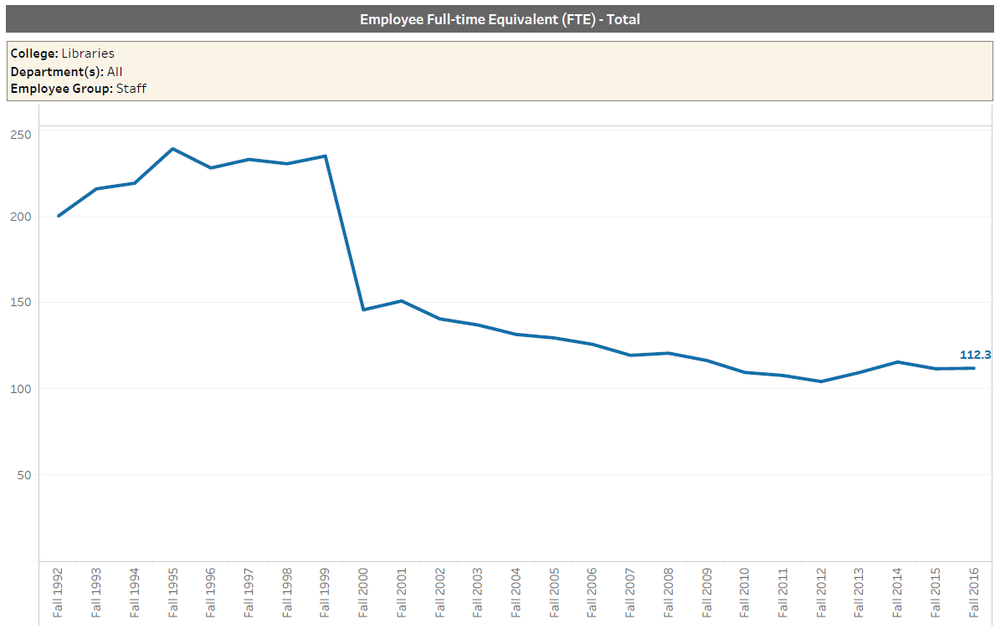 Employee Full-time Equivalent (FTE) - Total
College: Libraries
Department(s): All
Employee Group: Staff
250
200
150
100
50
112.3
Fall 1992
Fall 1993
Fall 1994
Fall 1995
Fall 1996
Fall 1997
Fall 1998
Fall 1999
Fall 2000
Fall 2001
Fall 2002
Fall 2003
Fall 2004
Fall 2005
Fall 2006
Fall 2007
Fall 2008
Fall 2009
Fall 2010
Fall 2011
Fall 2012
Fall 2013
Fall 2014
Fall 2015
Fall 2016